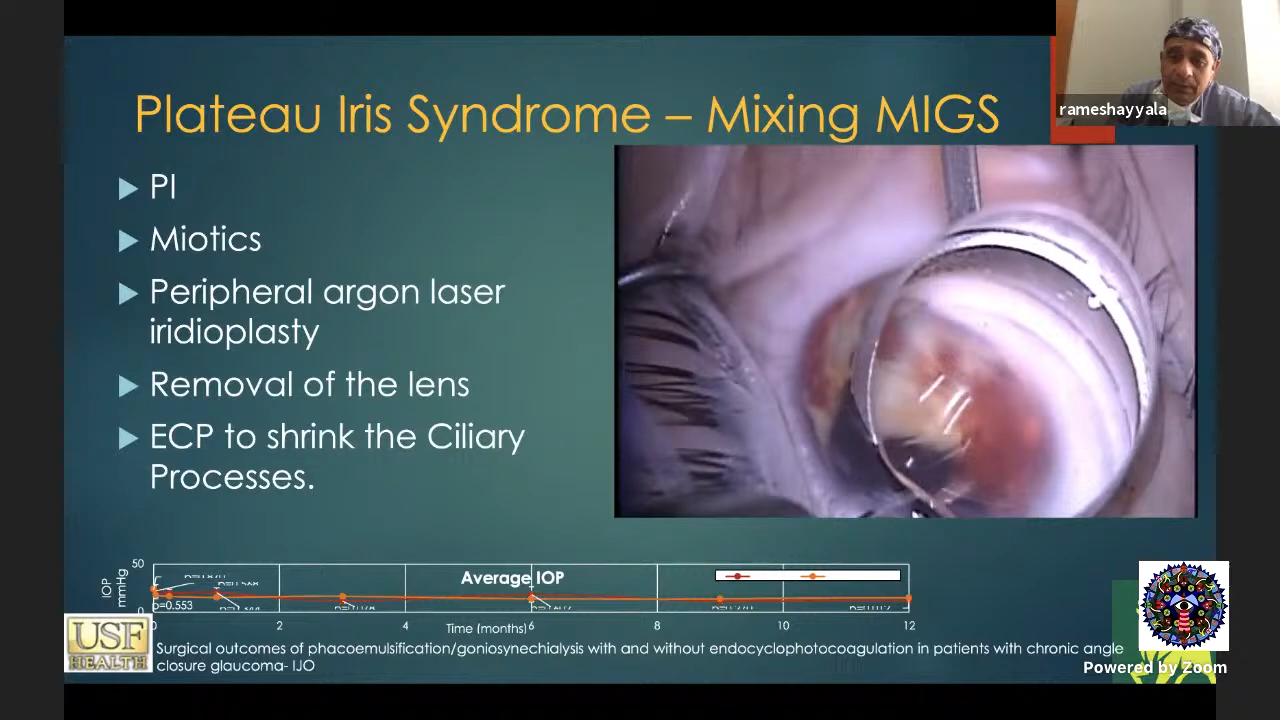 Plateau Iris Syndrome – Mixing MIGS
rameshayyala
PI
Miotics
Peripheral argon laser
iridioplasty
Removal of the lens
ECP to shrink the Ciliary
Processes.
Average IOP
50
IOP
mmHg
p=0.553
0
2
4
6
8
10
12
Time (months)
USF
HEALTH
Surgical outcomes of phacoemulsification/goniosynechialysis with and without endocyclophotocoagulation in patients with chronic angle
closure glaucoma- IJO
Powered by Zoom